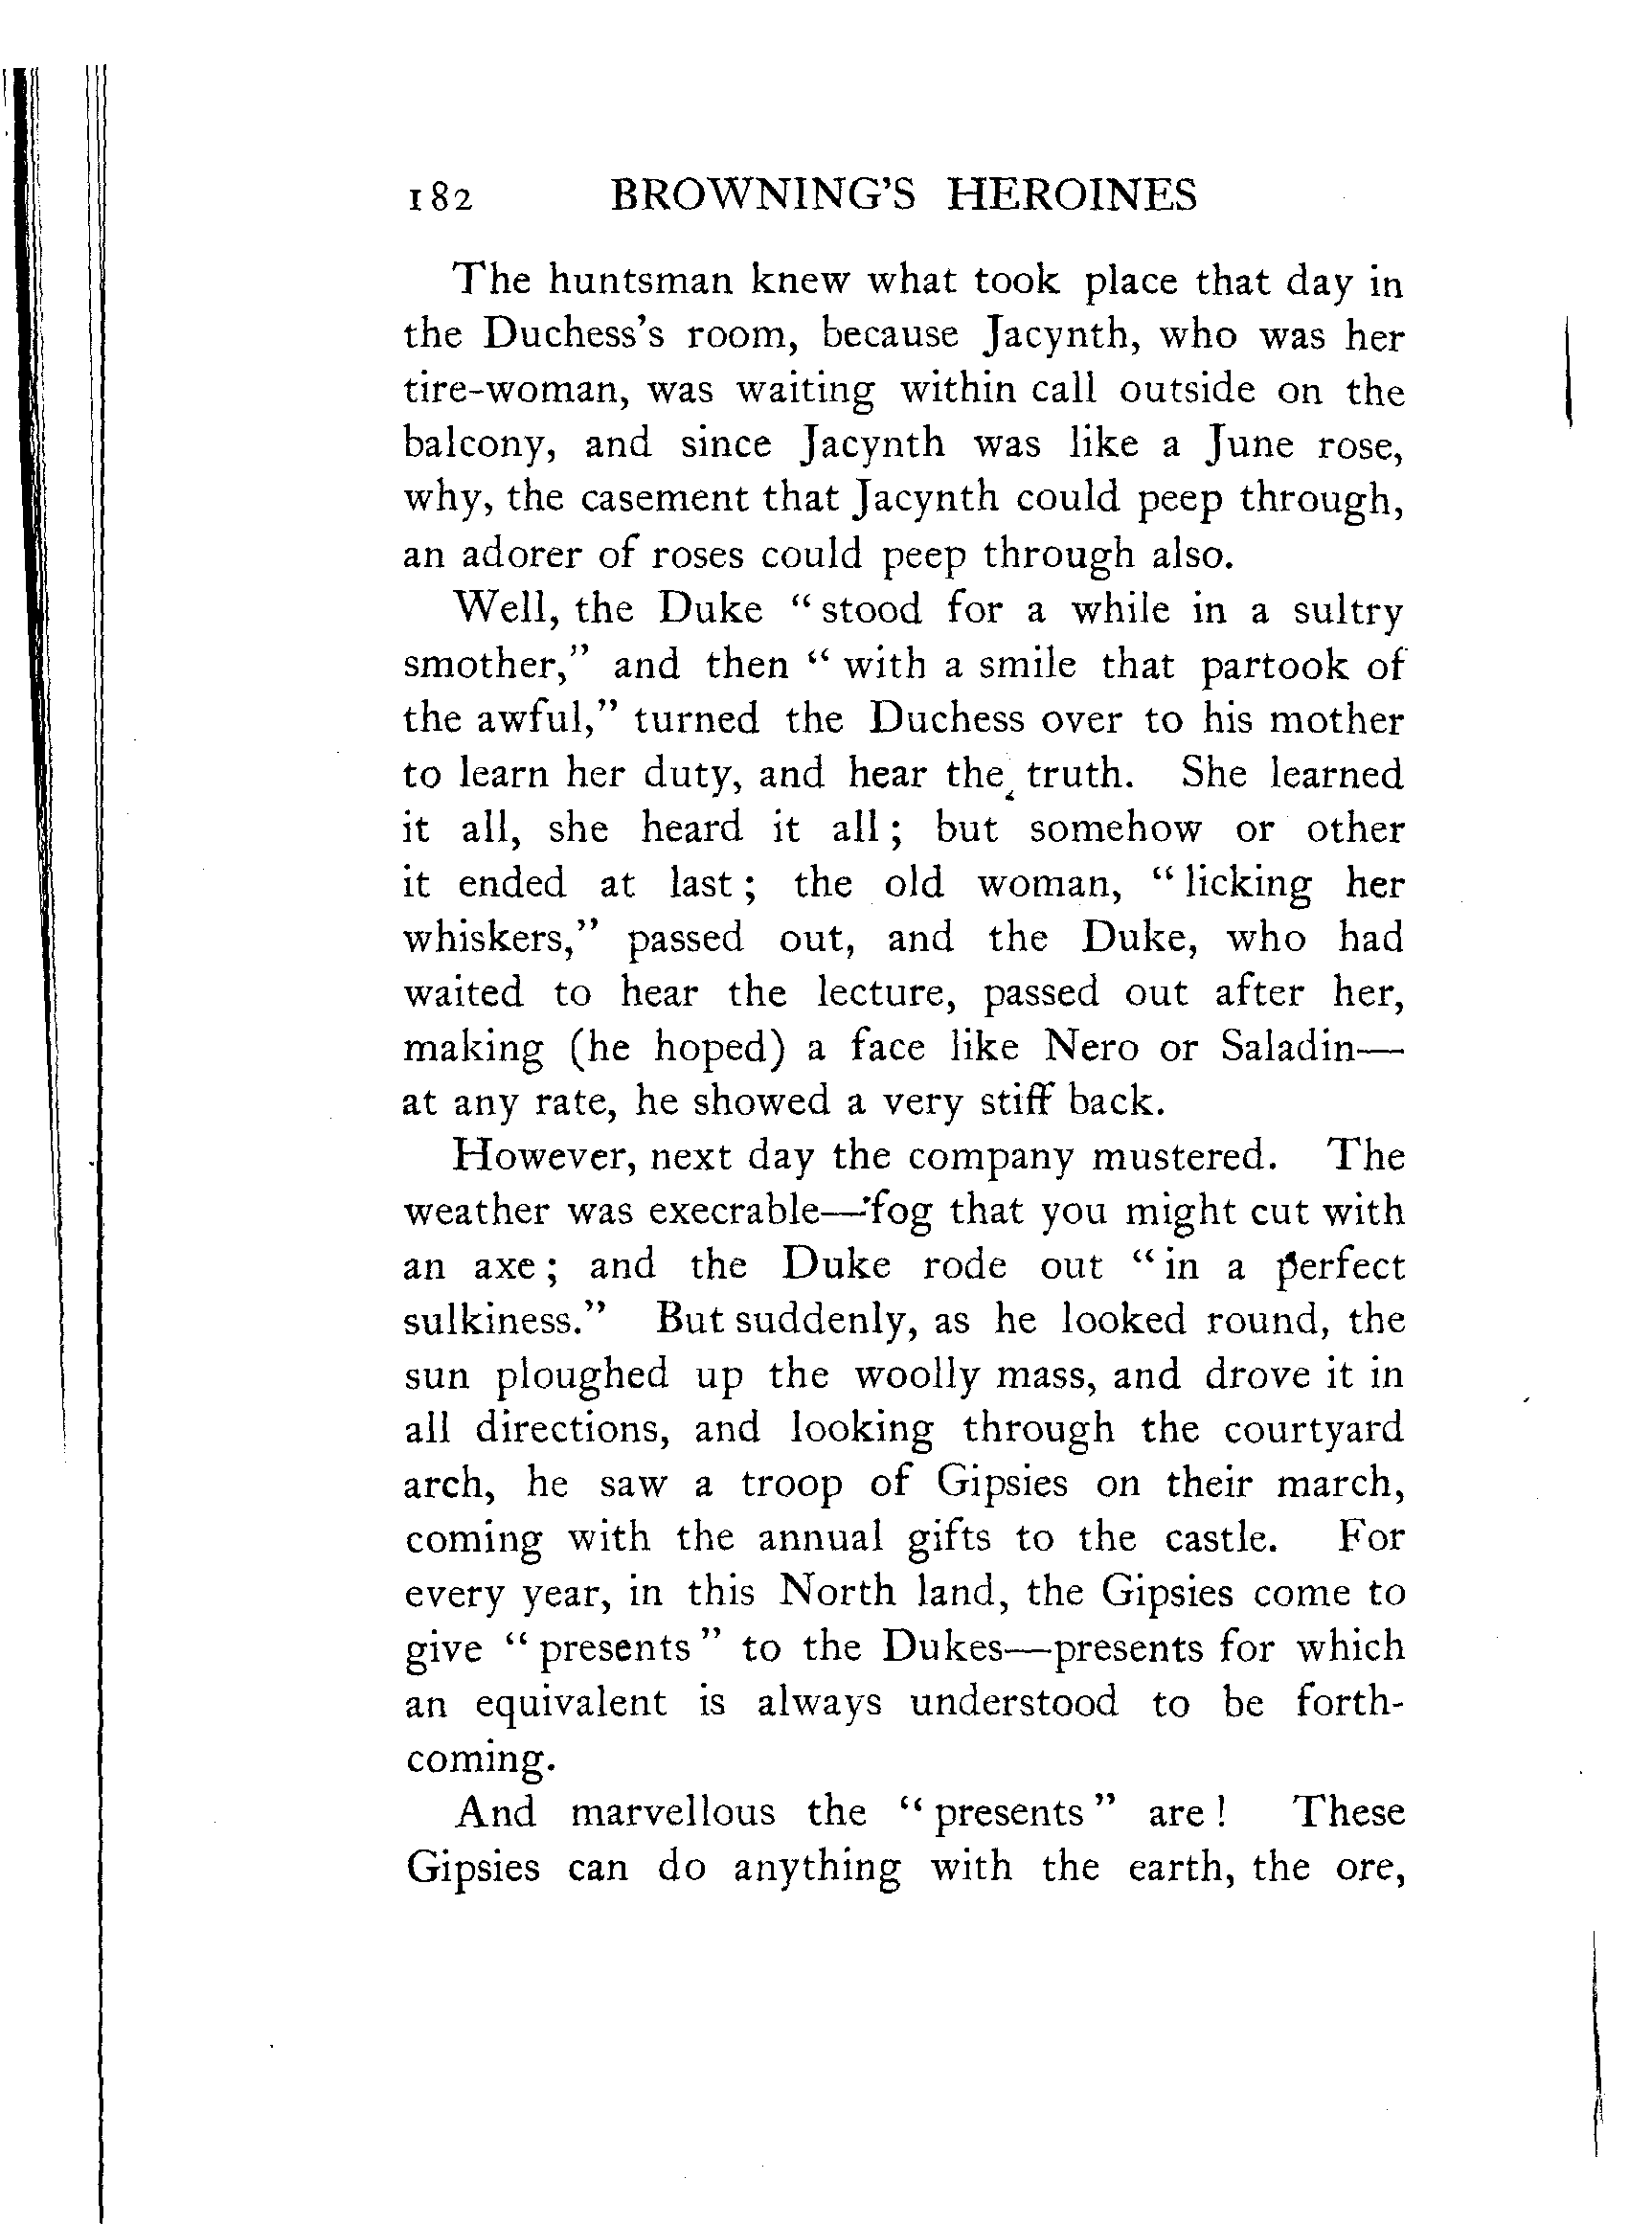 182 BROWNING'S HEROINES
The huntsman knew what took place that day in
the Duchess's room, because Jacynth, who was her
tire-woman, was waiting within call outside on the
balcony, and since Jacynth was like a June rose,
why, the casement that Jacynth could peep through,
an adorer of roses could peep through also.
Well, the Duke "stood for a while in a sultry
smother," and then "with a smile that partook of
the awful," turned the Duchess over to his mother
to learn her duty, and hear the truth. She learned
it all, she heard it all; but somehow or other
it ended at last; the old woman, "licking her
whiskers," passed out, and the Duke, who had
waited to hear the lecture, passed out after her,
making (he hoped) a face like Nero or Saladin—
at any rate, he showed a very stiff back.
However, next day the company mustered. The
weather was execrable—fog that you might cut with
an axe; and the Duke rode out "in a perfect
sulkiness." But suddenly, as he looked round, the
sun ploughed up the woolly mass, and drove it in
all directions, and looking through the courtyard
arch, he saw a troop of Gipsies on their march,
coming with the annual gifts to the castle. For
every year, in this North land, the Gipsies come to
give "presents" to the Dukes—presents for which
an equivalent is always understood to be forth-
coming.
And marvellous the "presents" are! These
Gipsies can do anything with the earth, the ore,